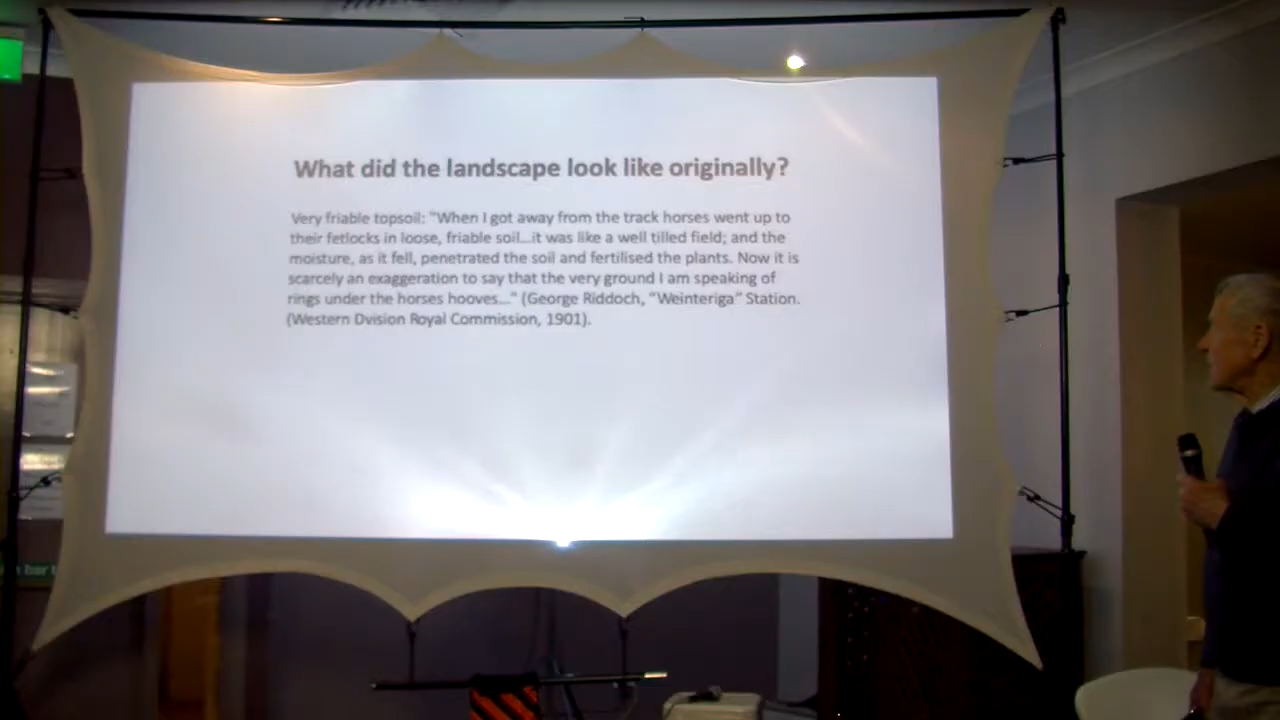 What did the landscape look like originally?
Very friable topsoil: "When I got away from the track horses went up to
their fetlocks in loose, friable soil...it was like a well tilled field; and the
moisture, as it fell, penetrated the soil and fertilised the plants. Now it is
scarcely an exaggeration to say that the very ground I am speaking of
rings under the horses hooves..." (George Riddoch, "Weinteriga" Station.
(Western Dvision Royal Commission, 1901).